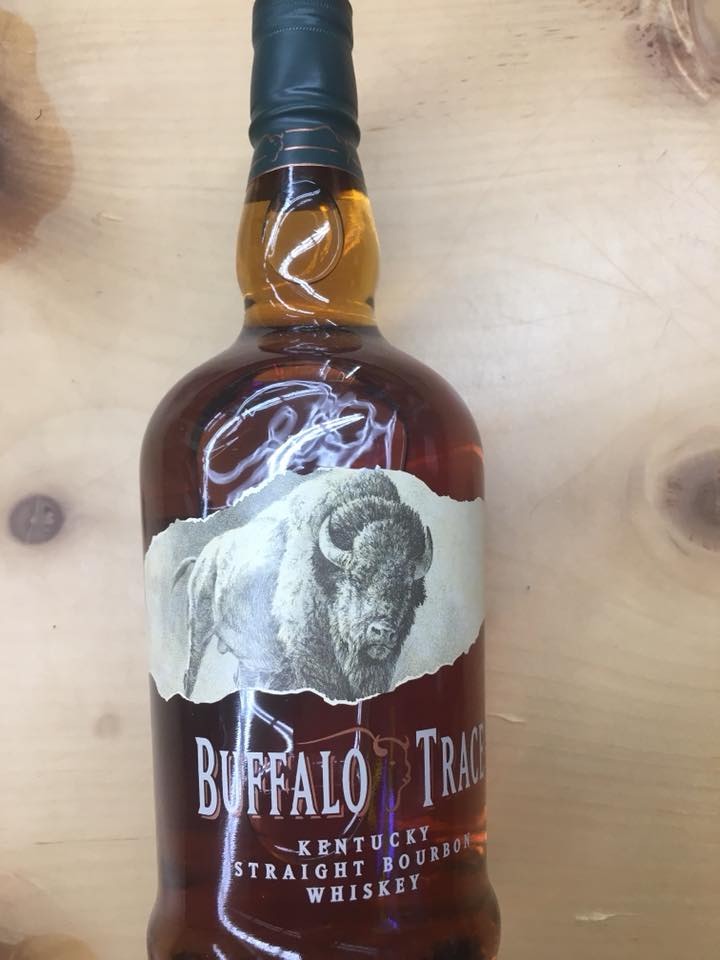 BUFFALO TRACE
KENTUCKY
STRAIGHT BOURBON
WHISKEY